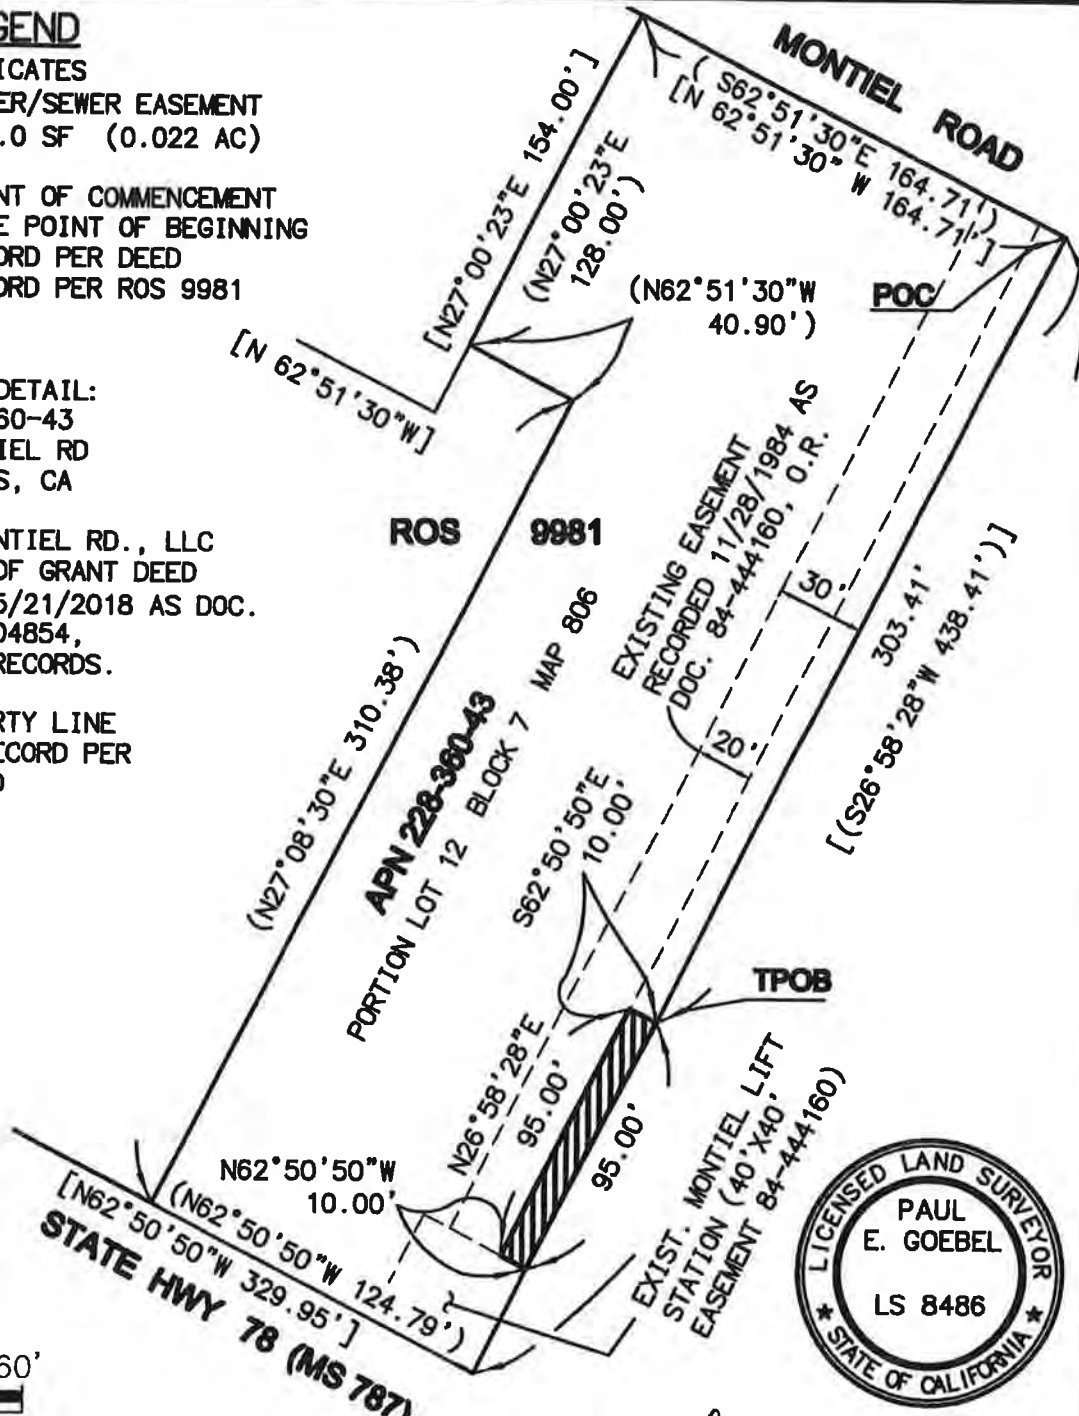 GEND
ICATES
ER/SEWER EASEMENT
.0 SF (0.022 AC)
NT OF COMMENCEMENT
E POINT OF BEGINNING
ORD PER DEED
ORD PER ROS 9981
DETAIL:
60-43
IEL RD
S, CA
NTIEL RD., LLC
OF GRANT DEED
5/21/2018 AS DOC.
04854,
RECORDS.
RTY LINE
ECORD PER
D
60'
MONTIEL ROAD
( S62°51'30"E 164.71')
[N 62°51'30" W 164.71']
[N27°00'23"E 154.00']
(N27°00'23"E
128.00')
(N62°51'30"W
40.90')
POC
[N 62°51'30"W]
ROS 9981
EXISTING EASEMENT
RECORDED 11/28/1984 AS
DOC. 84-444160, O.R.
30'
20'
303.41'
[(S26°58'28"W 438.41')]
(N27°08'30"E 310.38')
APN 228-360-43
PORTION LOT 12 BLOCK 7 MAP 806
S62°50'50"E
10.00'
TPOB
N26°58'28"E
95.00'
95.00'
N62°50'50"W
10.00'
EXIST. MONTIEL LIFT
STATION (40'X40'
EASEMENT 84-444160)
(N62°50'50"W 124.79')
[N62°50'50"W 329.95']
STATE HWY 78 (MS 787)
LICENSED LAND SURVEYOR
PAUL
E. GOEBEL
LS 8486
STATE OF CALIFORNIA